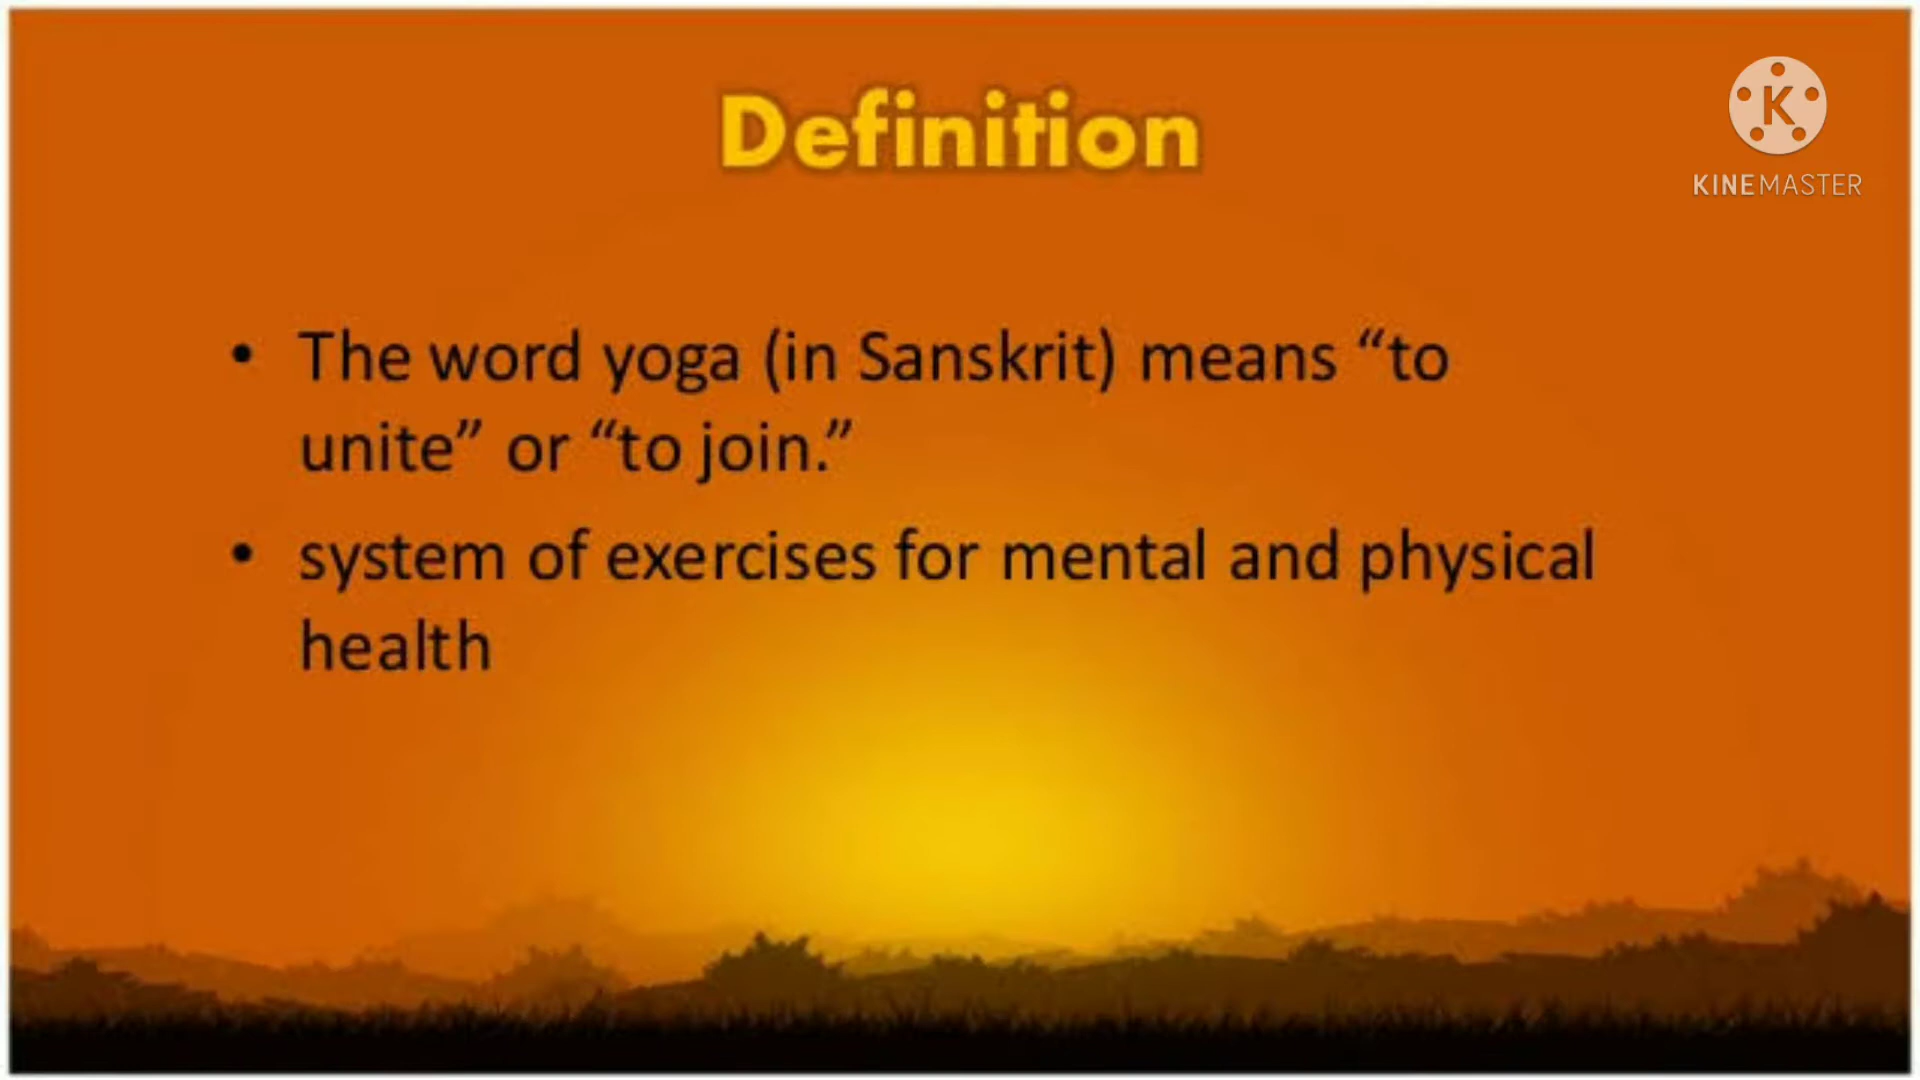 Definition
K
KINEMASTER
• The word yoga (in Sanskrit) means “to
unite” or “to join.”
• system of exercises for mental and physical
health